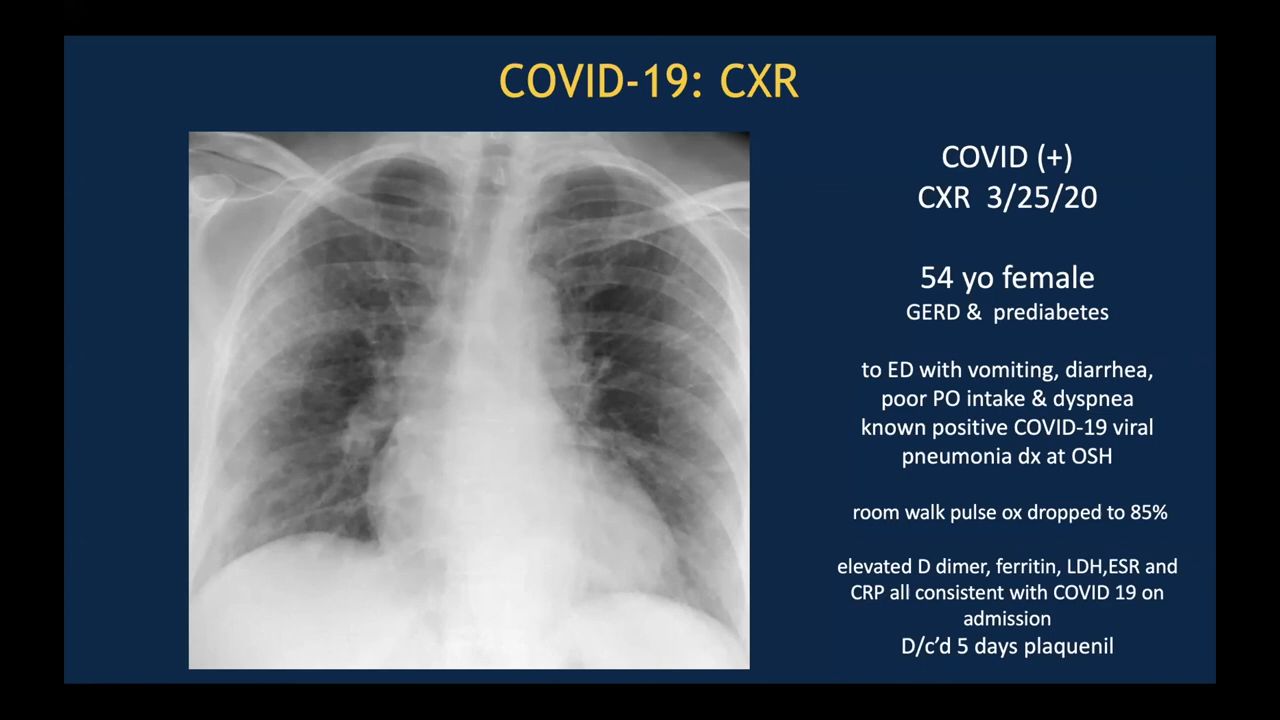 COVID-19: CXR
COVID (+)
CXR 3/25/20
54 yo female
GERD & prediabetes
to ED with vomiting, diarrhea,
poor PO intake & dyspnea
known positive COVID-19 viral
pneumonia dx at OSH
room walk pulse ox dropped to 85%
elevated D dimer, ferritin, LDH,ESR and
CRP all consistent with COVID 19 on
admission
D/c’d 5 days plaquenil